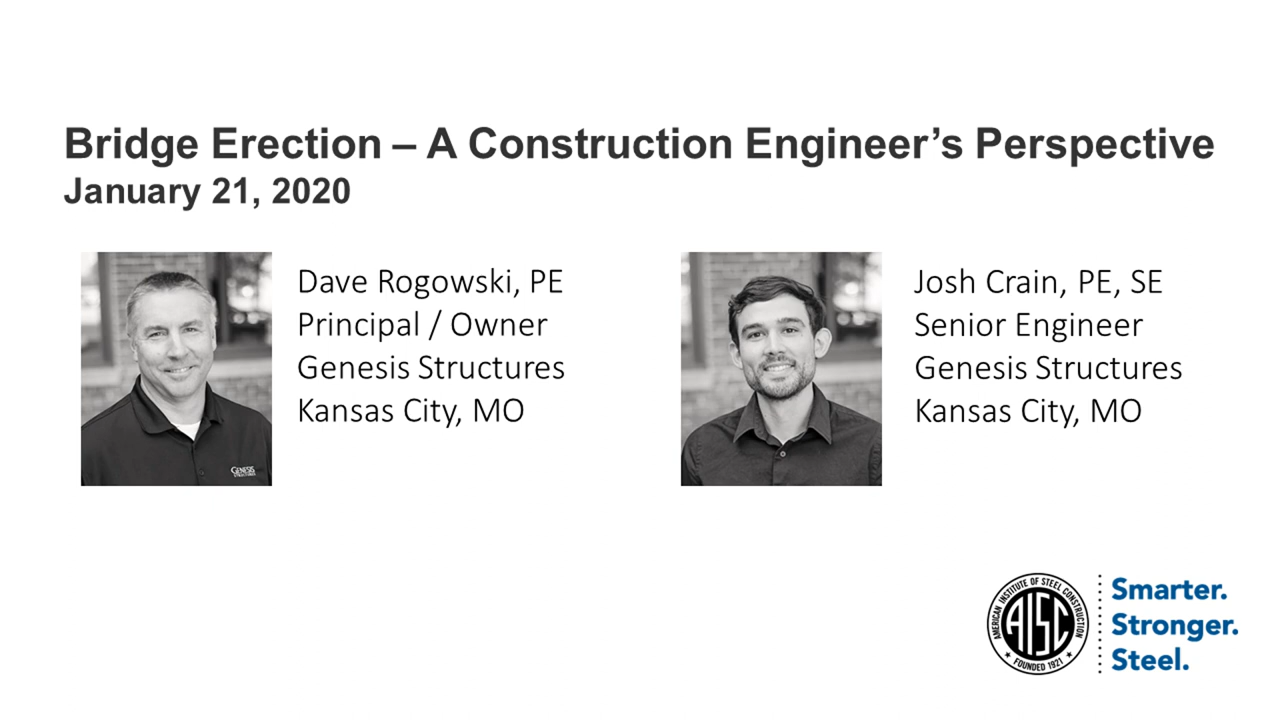 Bridge Erection – A Construction Engineer’s Perspective
January 21, 2020
Dave Rogowski, PE
Principal / Owner
Genesis Structures
Kansas City, MO
GENESIS
STRUCTURES
Josh Crain, PE, SE
Senior Engineer
Genesis Structures
Kansas City, MO
AMERICAN INSTITUTE OF STEEL CONSTRUCTION
AISC
FOUNDED 1921
Smarter.
Stronger.
Steel.